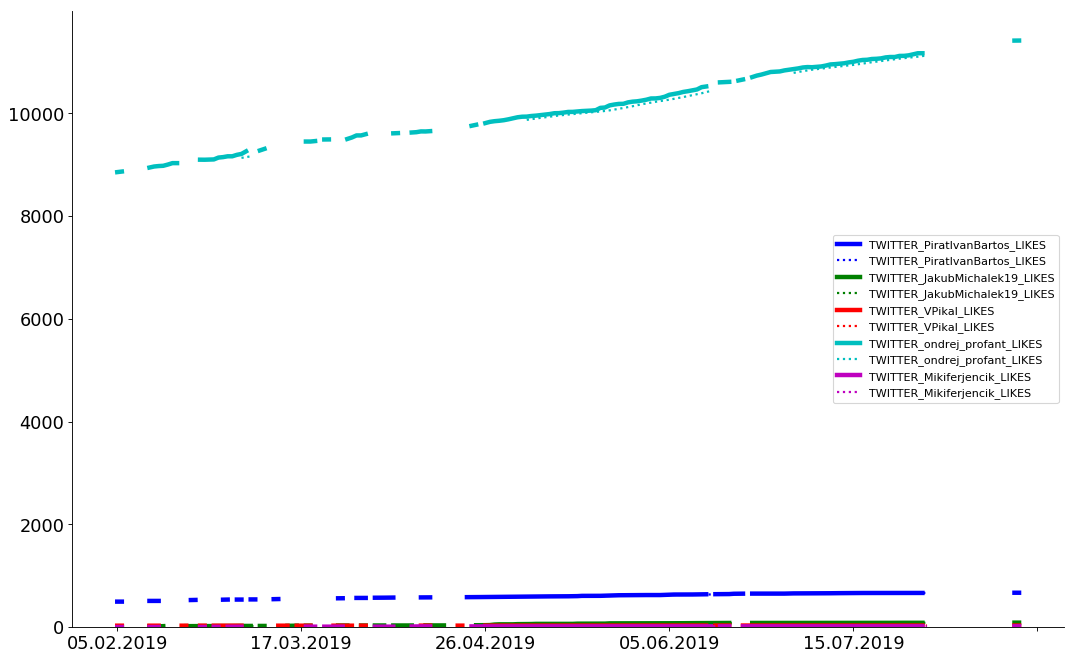 10000
8000
6000
4000
2000
0
TWITTER_PiratIvanBartos_LIKES
TWITTER_PiratIvanBartos_LIKES
TWITTER_JakubMichalek19_LIKES
TWITTER_JakubMichalek19_LIKES
TWITTER_VPikal_LIKES
TWITTER_VPikal_LIKES
TWITTER_ondrej_profant_LIKES
TWITTER_ondrej_profant_LIKES
TWITTER_Mikiferjencik_LIKES
TWITTER_Mikiferjencik_LIKES
05.02.2019 17.03.2019 26.04.2019 05.06.2019 15.07.2019